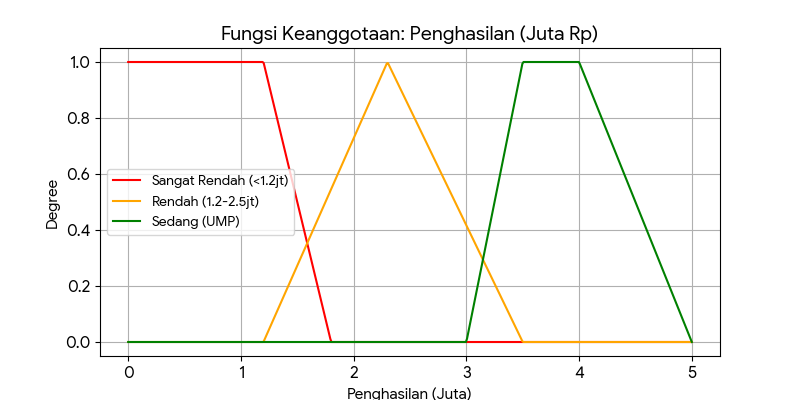 Fungsi Keanggotaan: Penghasilan (Juta Rp)
1.0
0.8
0.6
0.4
0.2
0.0
Degree
Sangat Rendah (<1.2jt)
Rendah (1.2-2.5jt)
Sedang (UMP)
0 1 2 3 4 5
Penghasilan (Juta)